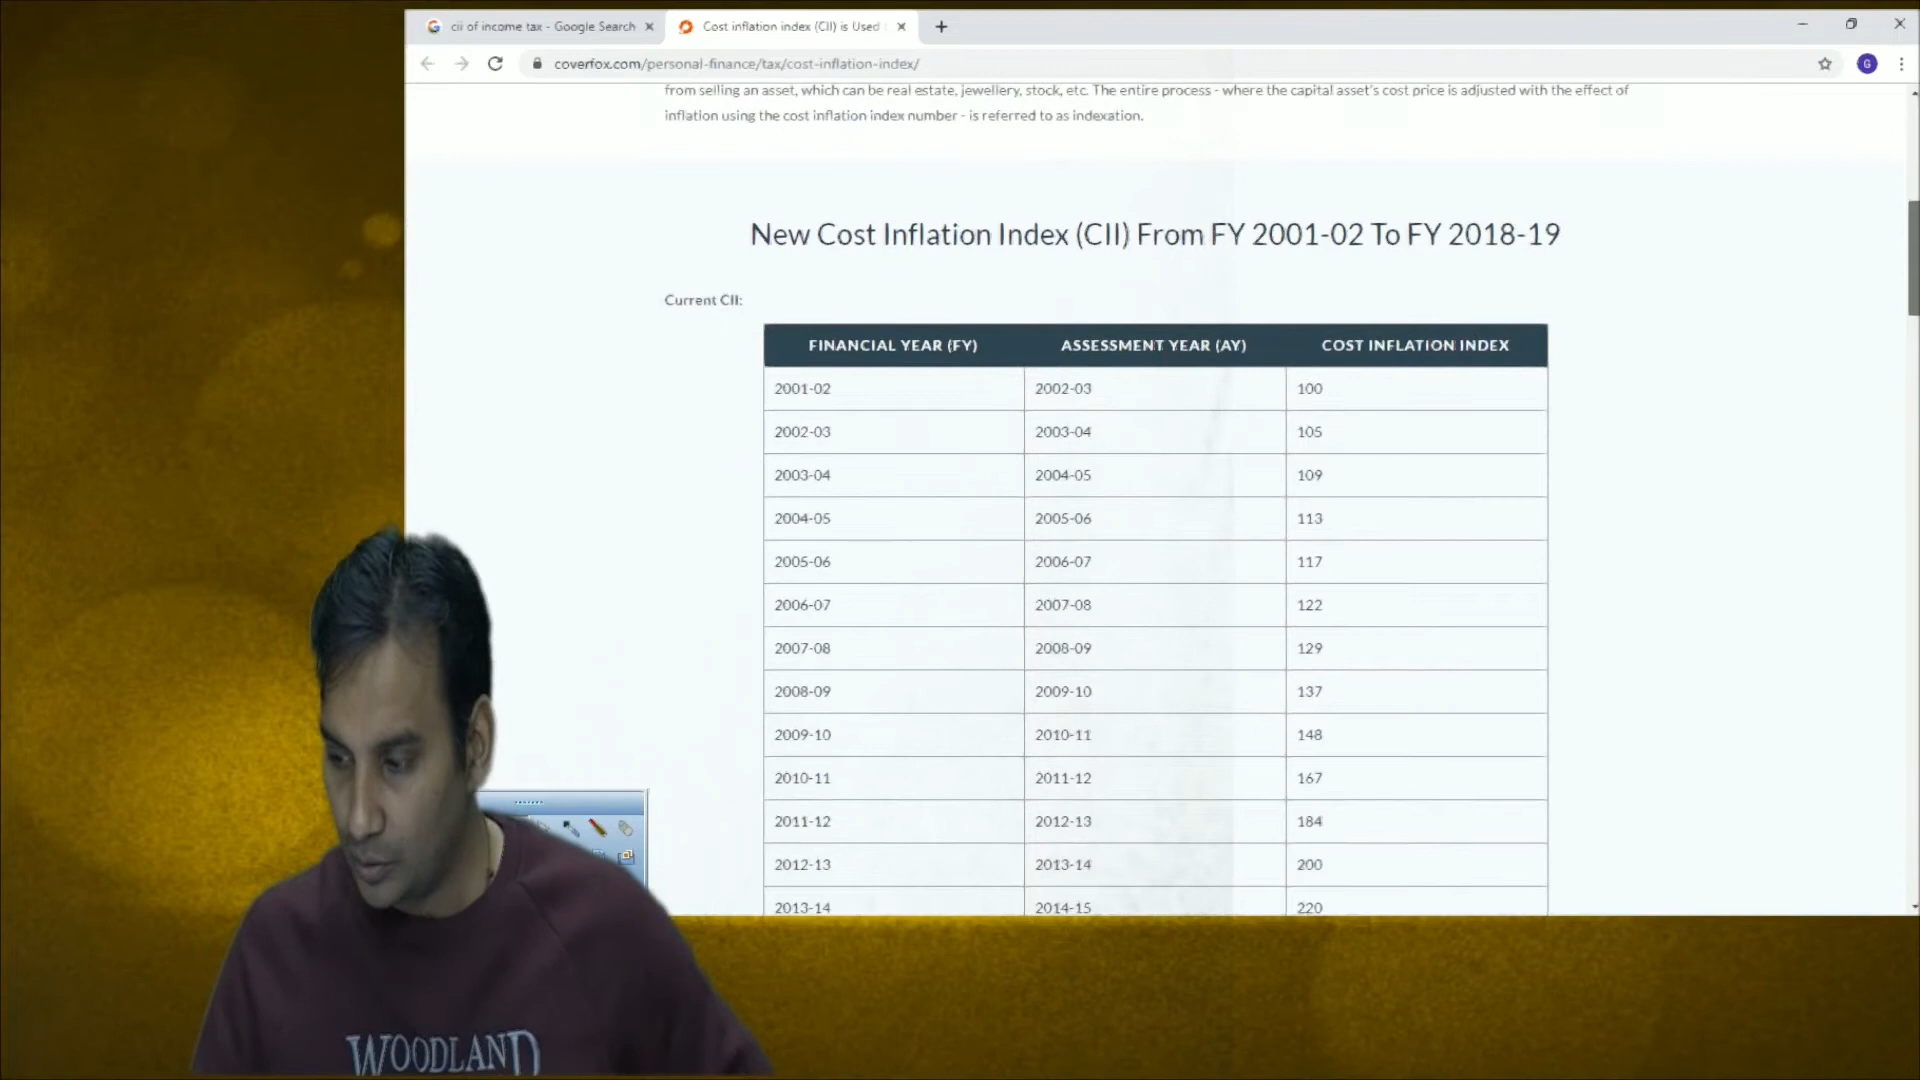 cii of income tax - Google Search
Cost inflation index (CII) is Used
coverfox.com/personal-finance/tax/cost-inflation-index/
G
from selling an asset, which can be real estate, jewellery, stock, etc. The entire process - where the capital asset's cost price is adjusted with the effect of
inflation using the cost inflation index number - is referred to as indexation.
New Cost Inflation Index (CII) From FY 2001-02 To FY 2018-19
Current CII:
FINANCIAL YEAR (FY) ASSESSMENT YEAR (AY) COST INFLATION INDEX
2001-02 2002-03 100
2002-03 2003-04 105
2003-04 2004-05 109
2004-05 2005-06 113
2005-06 2006-07 117
2006-07 2007-08 122
2007-08 2008-09 129
2008-09 2009-10 137
2009-10 2010-11 148
2010-11 2011-12 167
2011-12 2012-13 184
2012-13 2013-14 200
2013-14 2014-15 220
WOODLAND